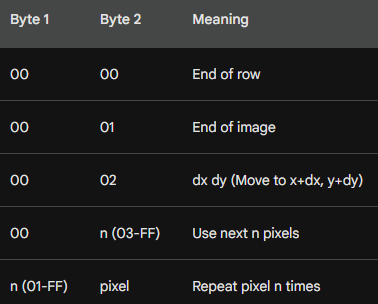 Byte 1 Byte 2 Meaning
00 00 End of row
00 01 End of image
00 02 dx dy (Move to x+dx, y+dy)
00 n (03-FF) Use next n pixels
n (01-FF) pixel Repeat pixel n times